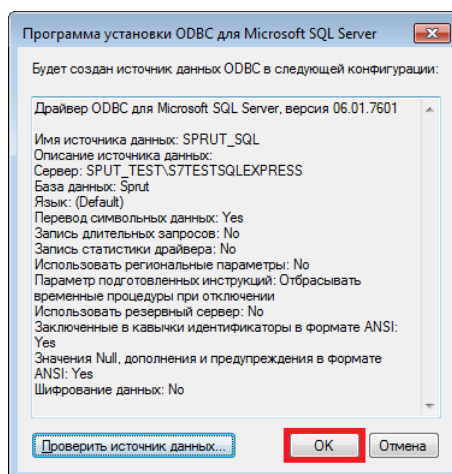 Программа установки ODBC для Microsoft SQL Server
Будет создан источник данных ODBC в следующей конфигурации:
Драйвер ODBC для Microsoft SQL Server, версия 06.01.7601
Имя источника данных: SPRUT_SQL
Описание источника данных:
Сервер: SPUT_TEST\S7TESTSQLEXPRESS
База данных: Sprut
Язык: (Default)
Перевод символьных данных: Yes
Запись длительных запросов: No
Запись статистики драйвера: No
Использовать региональные параметры: No
Параметр подготовленных инструкций: Отбрасывать
временные процедуры при отключении
Использовать резервный сервер: No
Заключенные в кавычки идентификаторы в формате ANSI:
Yes
Значения Null, дополнения и предупреждения в формате
ANSI: Yes
Шифрование данных: No
Проверить источник данных...
OK
Отмена